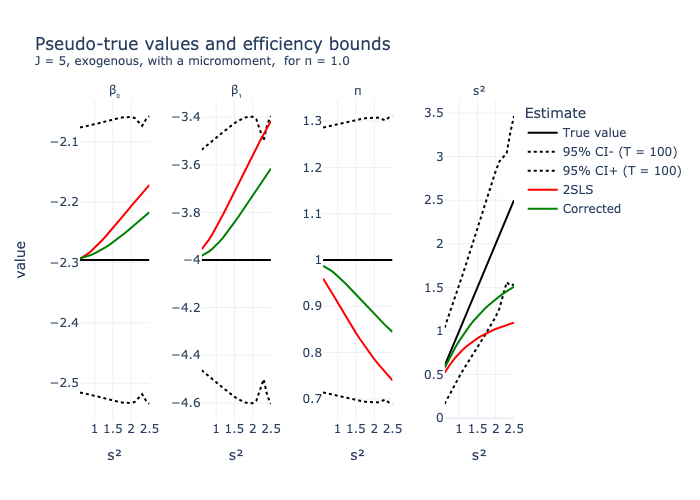 Pseudo-true values and efficiency bounds
J = 5, exogenous, with a micromoment,  for π = 1.0
β₀
β₁
π
s²
value
−2.1
−2.2
−2.3
−2.4
−2.5
−3.4
−3.6
−3.8
−4
−4.2
−4.4
−4.6
1.3
1.2
1.1
1
0.9
0.8
0.7
3.5
3
2.5
2
1.5
1
0.5
0
1 1.5 2 2.5
1 1.5 2 2.5
1 1.5 2 2.5
1 1.5 2 2.5
s²
s²
s²
s²
Estimate
True value
95% CI- (T = 100)
95% CI+ (T = 100)
2SLS
Corrected